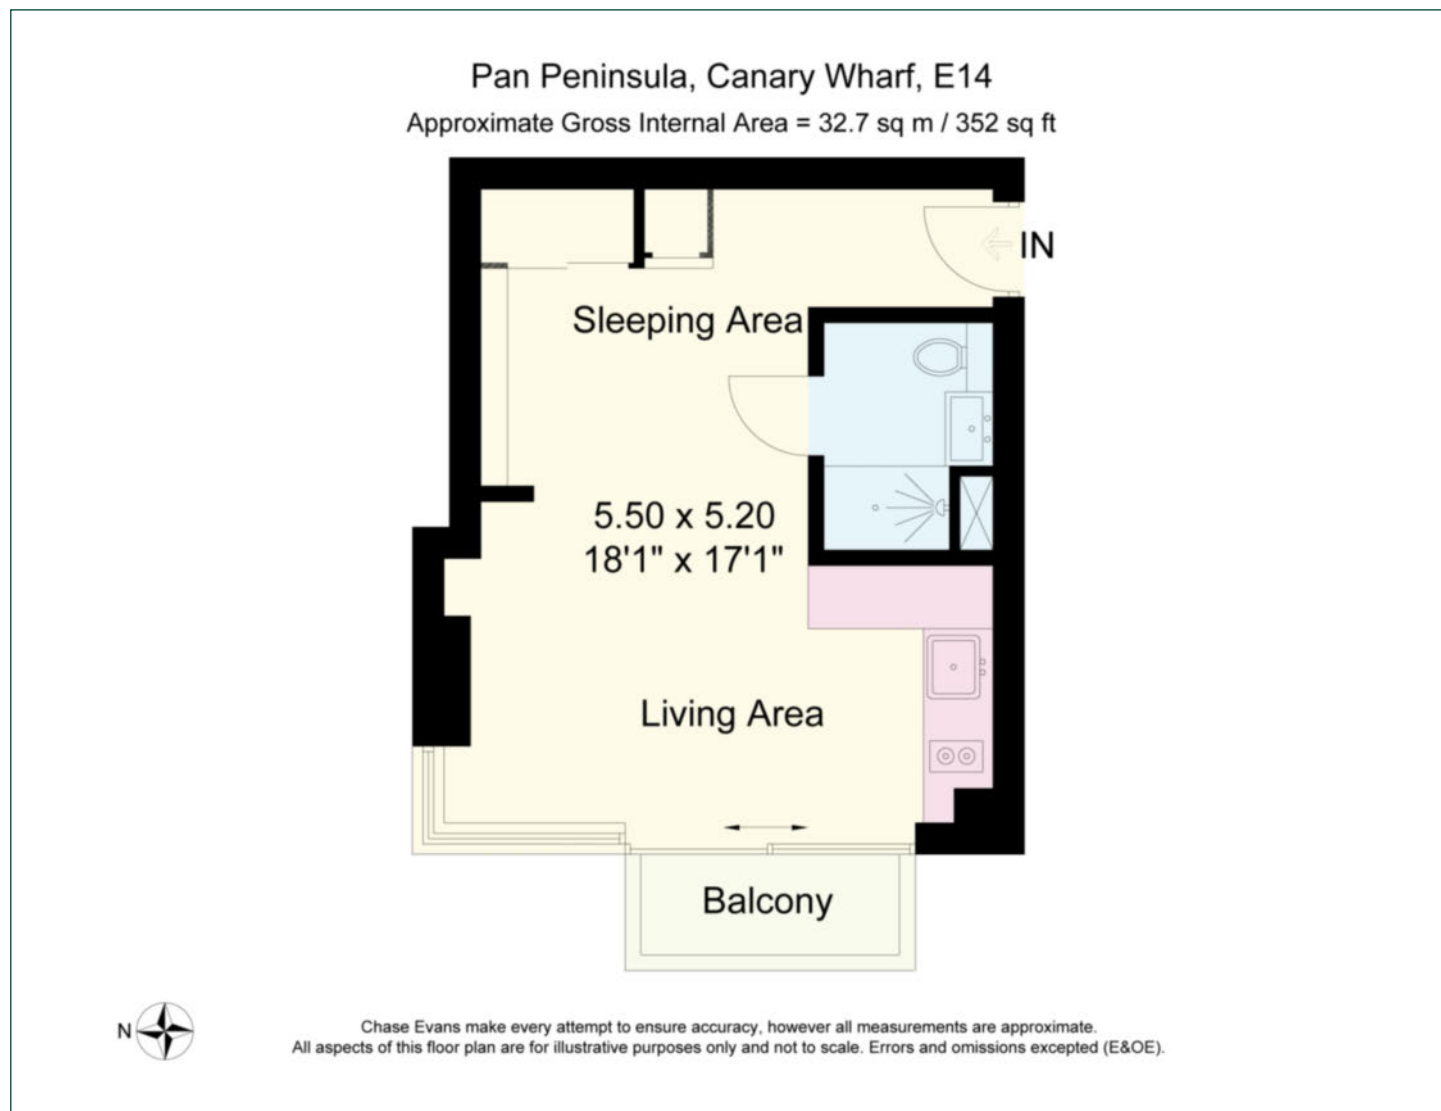 Pan Peninsula, Canary Wharf, E14
Approximate Gross Internal Area = 32.7 sq m / 352 sq ft
IN
Sleeping Area
5.50 x 5.20
18'1" x 17'1"
Living Area
Balcony
N
Chase Evans make every attempt to ensure accuracy, however all measurements are approximate.
All aspects of this floor plan are for illustrative purposes only and not to scale. Errors and omissions excepted (E&OE).